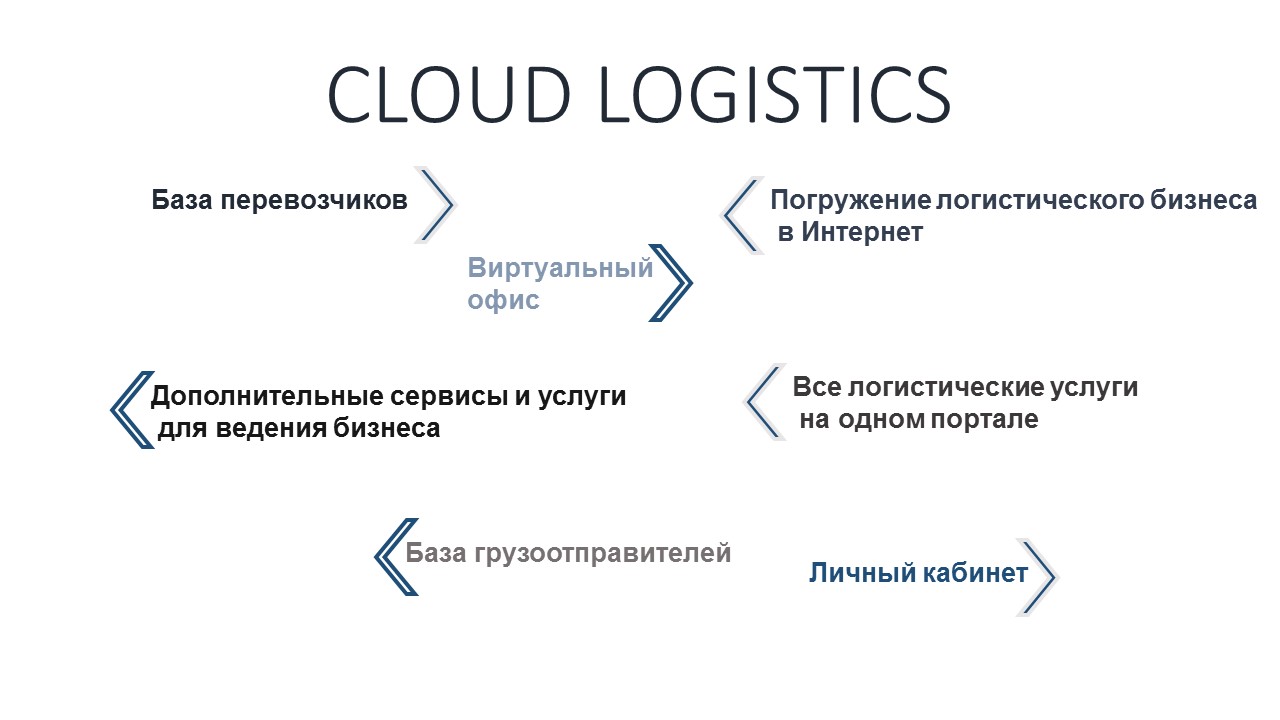 CLOUD LOGISTICS
База перевозчиков
Погружение логистического бизнеса
в Интернет
Виртуальный
офис
Дополнительные сервисы и услуги
для ведения бизнеса
Все логистические услуги
на одном портале
База грузоотправителей
Личный кабинет